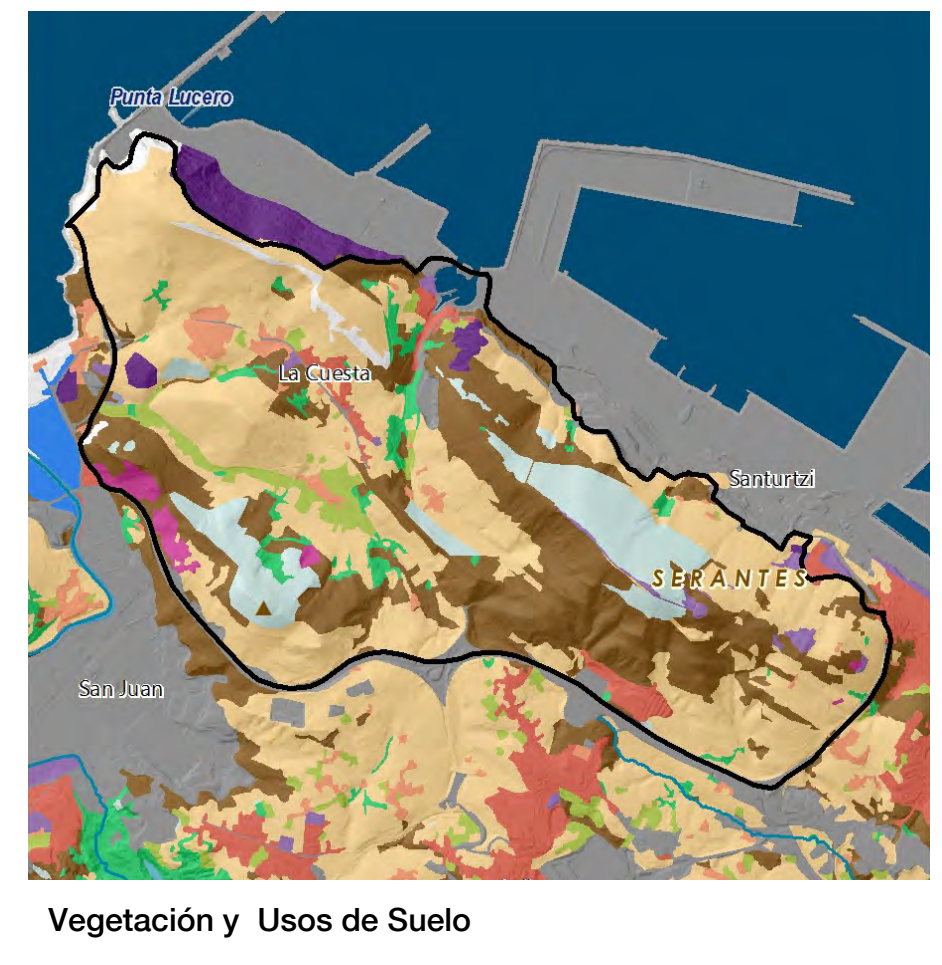 Punta Lucero
La Cuesta
Santurtzi
SERANTES
San Juan
Vegetación y Usos de Suelo